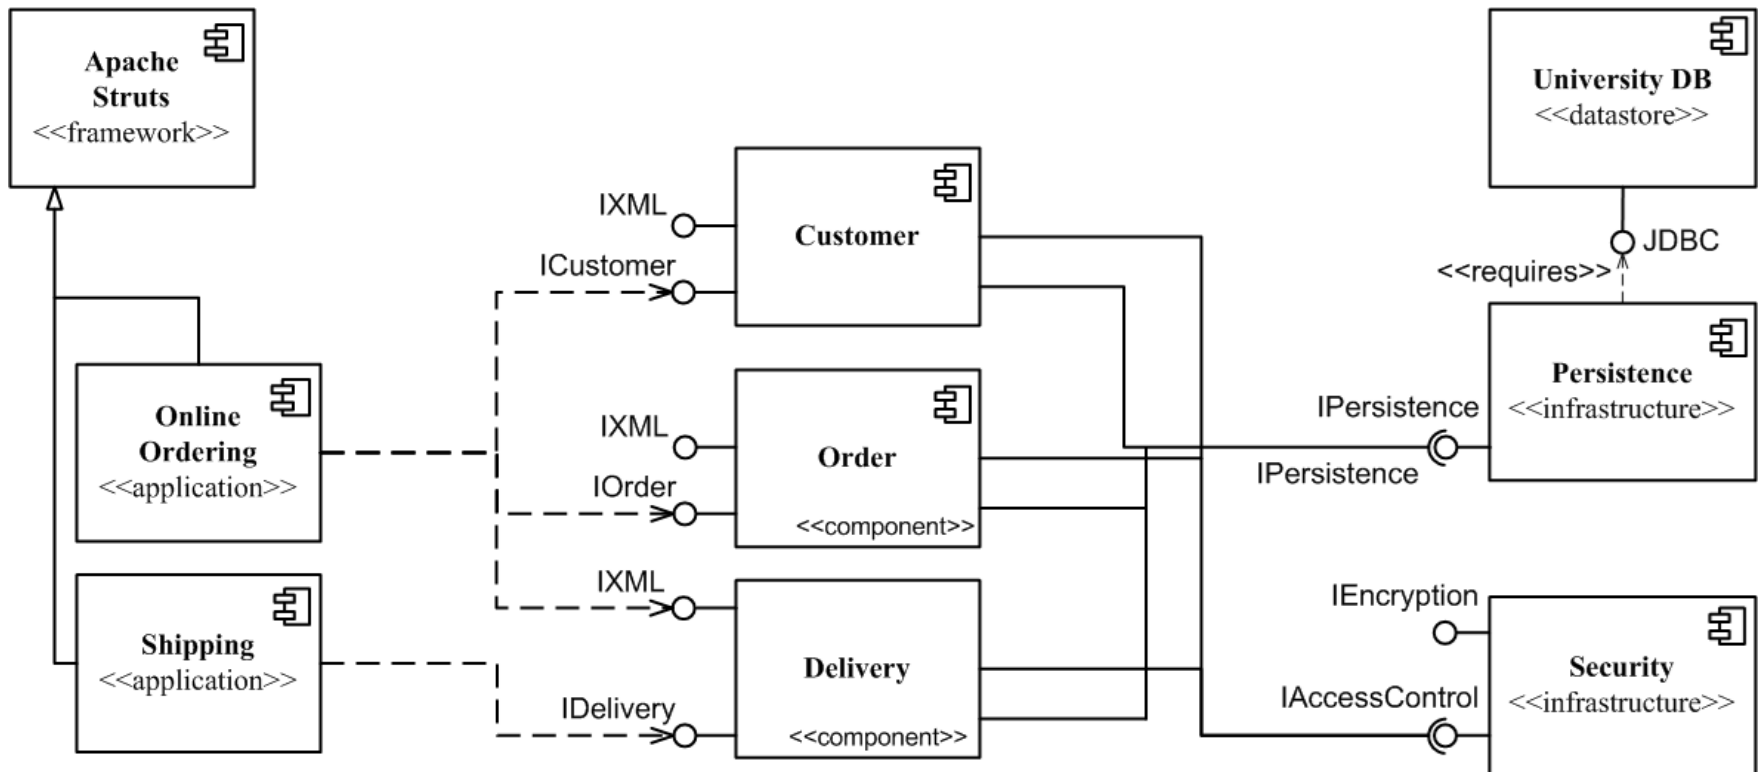 Apache
Struts
<<framework>>
University DB
<<datastore>>
IXML
Customer
ICustomer
JDBC
<<requires>>
Online
Ordering
<<application>>
IXML
Order
IOrder
<<component>>
IPersistence
IPersistence
Persistence
<<infrastructure>>
Shipping
<<application>>
IXML
Delivery
IDelivery
<<component>>
IEncryption
IAccessControl
Security
<<infrastructure>>